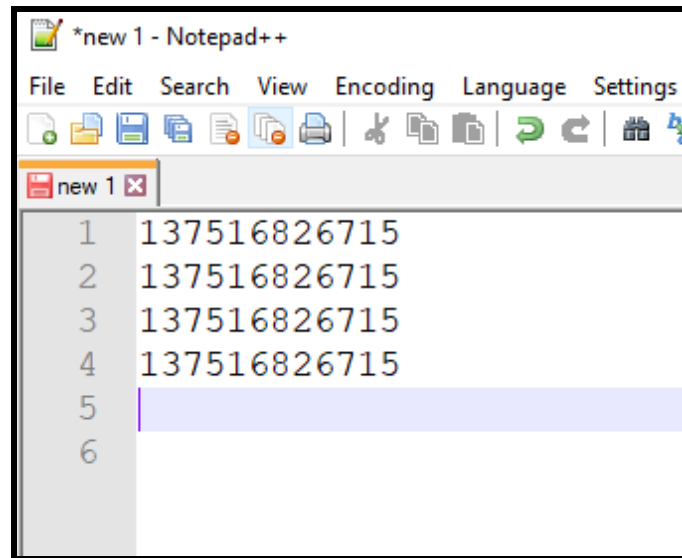 *new 1 - Notepad++
File Edit Search View Encoding Language Settings
new 1
1 137516826715
2 137516826715
3 137516826715
4 137516826715
5
6